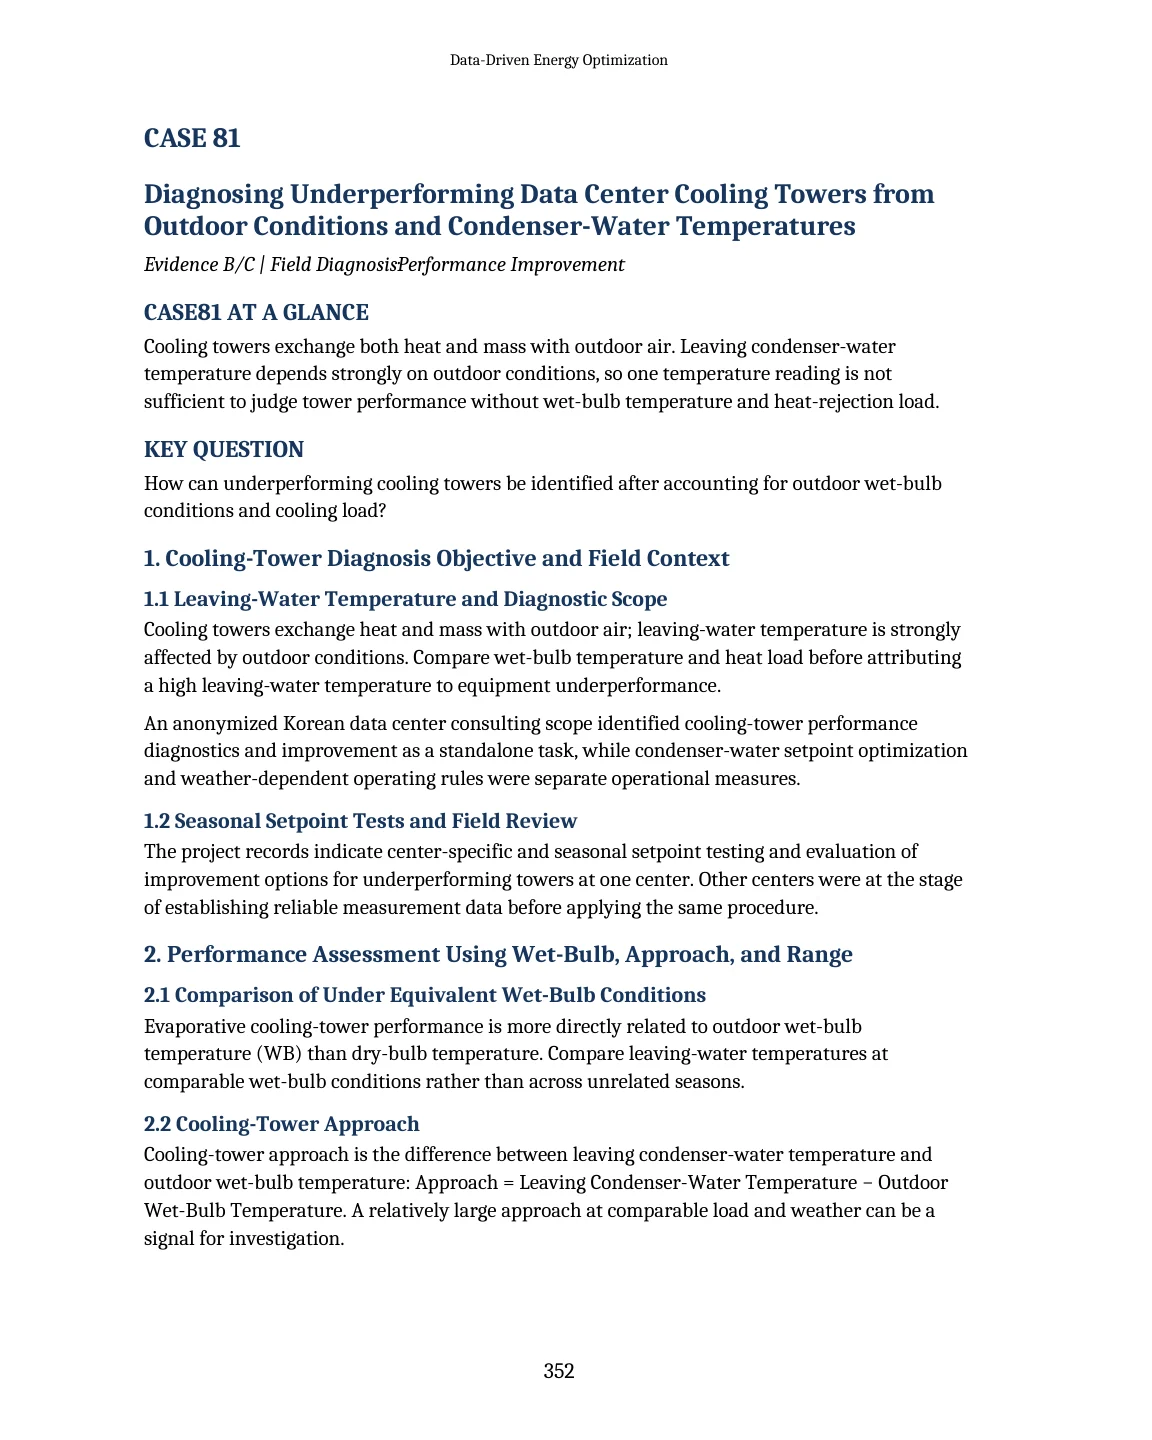 Data-Driven Energy Optimization
CASE 81
Diagnosing Underperforming Data Center Cooling Towers from
Outdoor Conditions and Condenser-Water Temperatures
Evidence B/C | Field Diagnosis·Performance Improvement
CASE81 AT A GLANCE
Cooling towers exchange both heat and mass with outdoor air. Leaving condenser-water
temperature depends strongly on outdoor conditions, so one temperature reading is not
sufficient to judge tower performance without wet-bulb temperature and heat-rejection load.
KEY QUESTION
How can underperforming cooling towers be identified after accounting for outdoor wet-bulb
conditions and cooling load?
1. Cooling-Tower Diagnosis Objective and Field Context
1.1 Leaving-Water Temperature and Diagnostic Scope
Cooling towers exchange heat and mass with outdoor air; leaving-water temperature is strongly
affected by outdoor conditions. Compare wet-bulb temperature and heat load before attributing
a high leaving-water temperature to equipment underperformance.
An anonymized Korean data center consulting scope identified cooling-tower performance
diagnostics and improvement as a standalone task, while condenser-water setpoint optimization
and weather-dependent operating rules were separate operational measures.
1.2 Seasonal Setpoint Tests and Field Review
The project records indicate center-specific and seasonal setpoint testing and evaluation of
improvement options for underperforming towers at one center. Other centers were at the stage
of establishing reliable measurement data before applying the same procedure.
2. Performance Assessment Using Wet-Bulb, Approach, and Range
2.1 Comparison of Under Equivalent Wet-Bulb Conditions
Evaporative cooling-tower performance is more directly related to outdoor wet-bulb
temperature (WB) than dry-bulb temperature. Compare leaving-water temperatures at
comparable wet-bulb conditions rather than across unrelated seasons.
2.2 Cooling-Tower Approach
Cooling-tower approach is the difference between leaving condenser-water temperature and
outdoor wet-bulb temperature: Approach = Leaving Condenser-Water Temperature − Outdoor
Wet-Bulb Temperature. A relatively large approach at comparable load and weather can be a
signal for investigation.
352